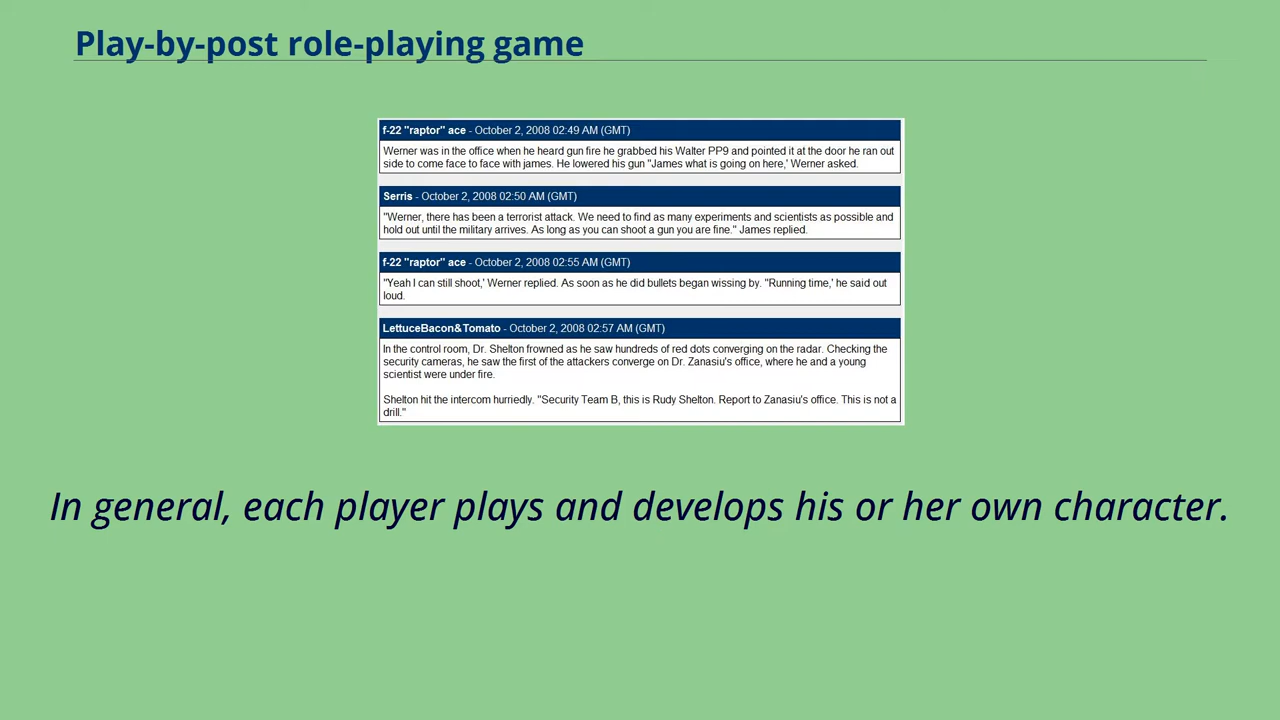 Play-by-post role-playing game
f-22 "raptor" ace - October 2, 2008 02:49 AM (GMT)
Werner was in the office when he heard gun fire he grabbed his Walter PP9 and pointed it at the door he ran out
side to come face to face with james. He lowered his gun "James what is going on here,' Werner asked.
Serris - October 2, 2008 02:50 AM (GMT)
"Werner, there has been a terrorist attack. We need to find as many experiments and scientists as possible and
hold out until the military arrives. As long as you can shoot a gun you are fine." James replied.
f-22 "raptor" ace - October 2, 2008 02:55 AM (GMT)
"Yeah I can still shoot,' Werner replied. As soon as he did bullets began wissing by. "Running time,' he said out
loud.
LettuceBacon&Tomato - October 2, 2008 02:57 AM (GMT)
In the control room, Dr. Shelton frowned as he saw hundreds of red dots converging on the radar. Checking the
security cameras, he saw the first of the attackers converge on Dr. Zanasiu's office, where he and a young
scientist were under fire.
Shelton hit the intercom hurriedly. "Security Team B, this is Rudy Shelton. Report to Zanasiu's office. This is not a
drill."
In general, each player plays and develops his or her own character.